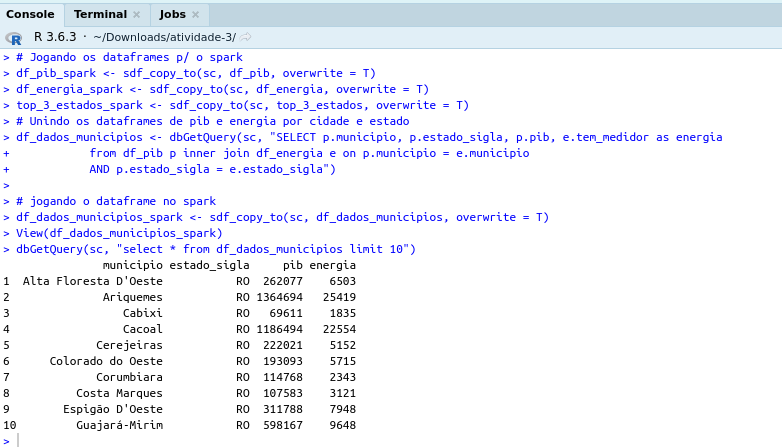 Console Terminal × Jobs ×
R R 3.6.3 · ~/Downloads/atividade-3/
> # Jogando os dataframes p/ o spark
> df_pib_spark <- sdf_copy_to(sc, df_pib, overwrite = T)
> df_energia_spark <- sdf_copy_to(sc, df_energia, overwrite = T)
> top_3_estados_spark <- sdf_copy_to(sc, top_3_estados, overwrite = T)
> # Unindo os dataframes de pib e energia por cidade e estado
> df_dados_municipios <- dbGetQuery(sc, "SELECT p.municipio, p.estado_sigla, p.pib, e.tem_medidor as energia
+ from df_pib p inner join df_energia e on p.municipio = e.municipio
+ AND p.estado_sigla = e.estado_sigla")
>
> # jogando o dataframe no spark
> df_dados_municipios_spark <- sdf_copy_to(sc, df_dados_municipios, overwrite = T)
> View(df_dados_municipios_spark)
> dbGetQuery(sc, "select * from df_dados_municipios limit 10")
municipio estado_sigla pib energia
1 Alta Floresta D'Oeste RO 262077 6503
2 Ariquemes RO 1364694 25419
3 Cabixi RO 69611 1835
4 Cacoal RO 1186494 22554
5 Cerejeiras RO 222021 5152
6 Colorado do Oeste RO 193093 5715
7 Corumbiara RO 114768 2343
8 Costa Marques RO 107583 3121
9 Espigão D'Oeste RO 311788 7948
10 Guajará-Mirim RO 598167 9648
>